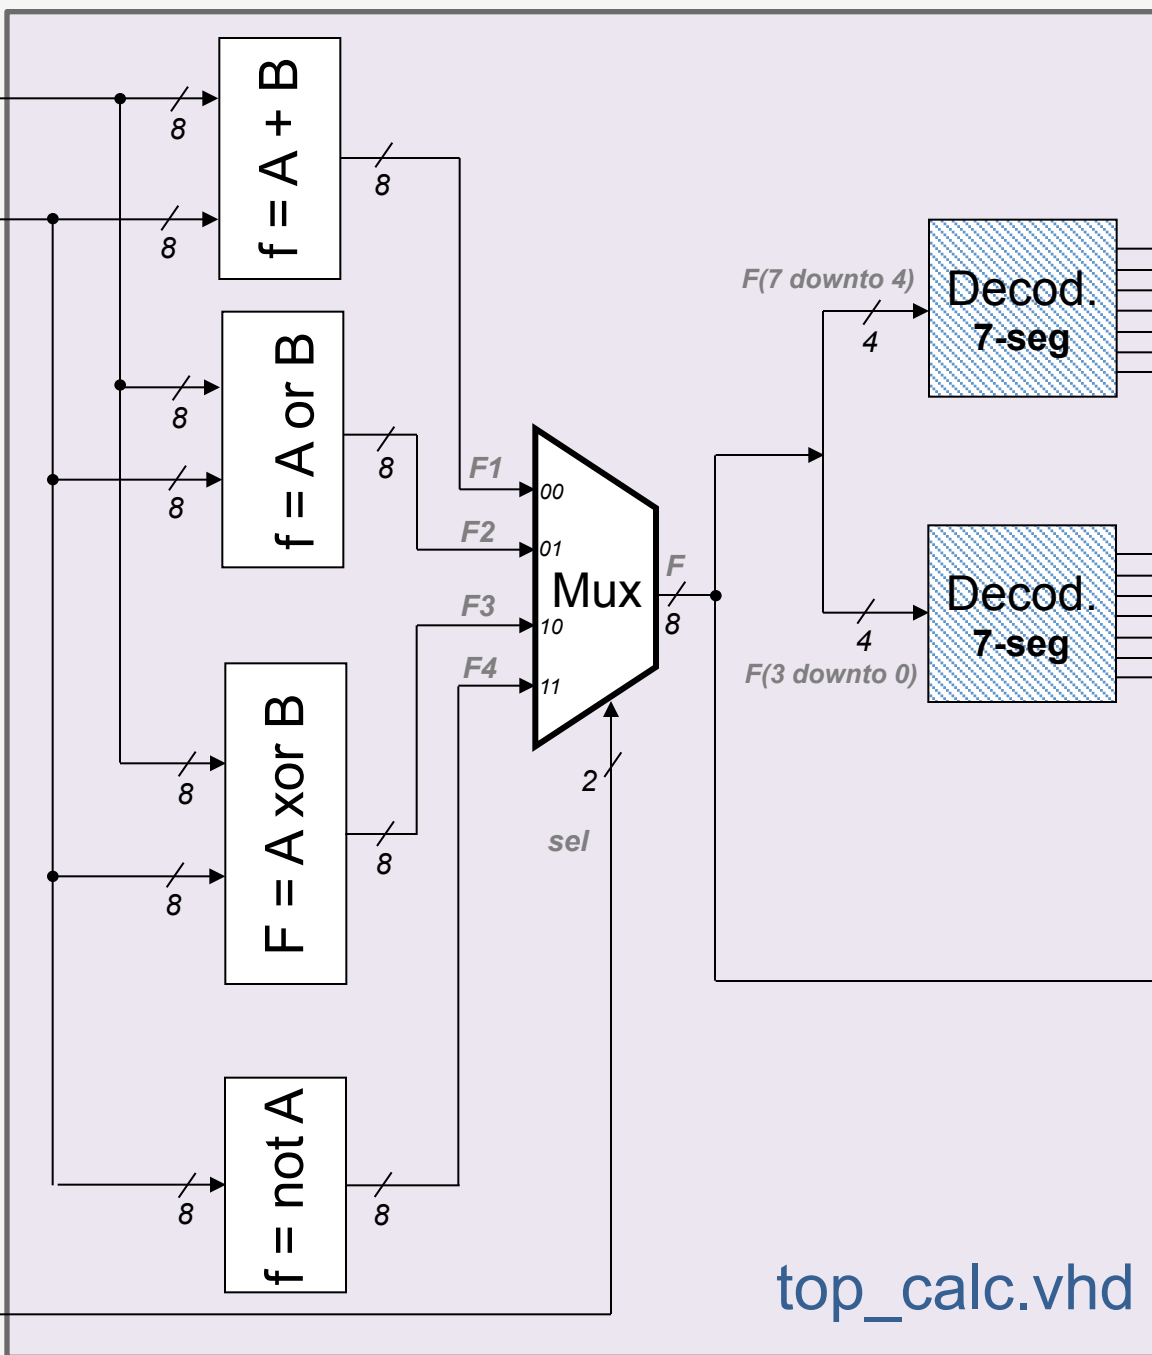 f = A + B
8
8
8
f = A or B
8
8
8
F = A xor B
8
8
8
f = not A
8
8
F1
F2
F3
F4
00
01
10
11
Mux
F
8
2
sel
F(7 downto 4)
4
Decod.
7-seg
4
F(3 downto 0)
Decod.
7-seg
top_calc.vhd